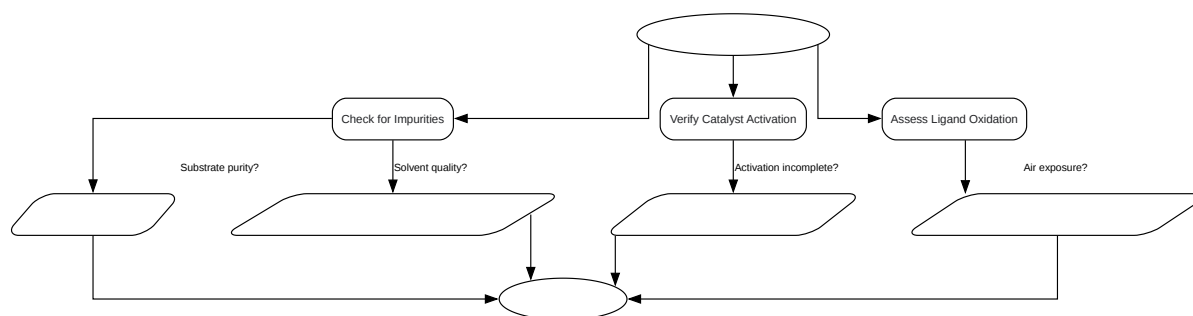 Check for Impurities
Verify Catalyst Activation
Assess Ligand Oxidation
Substrate purity?
Solvent quality?
Activation incomplete?
Air exposure?